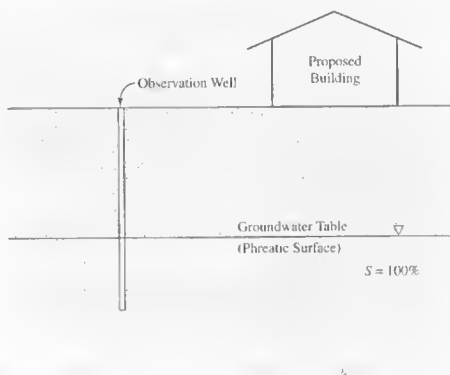 Proposed
Building
Observation Well
Groundwater Table
(Phreatic Surface)
S = 100%